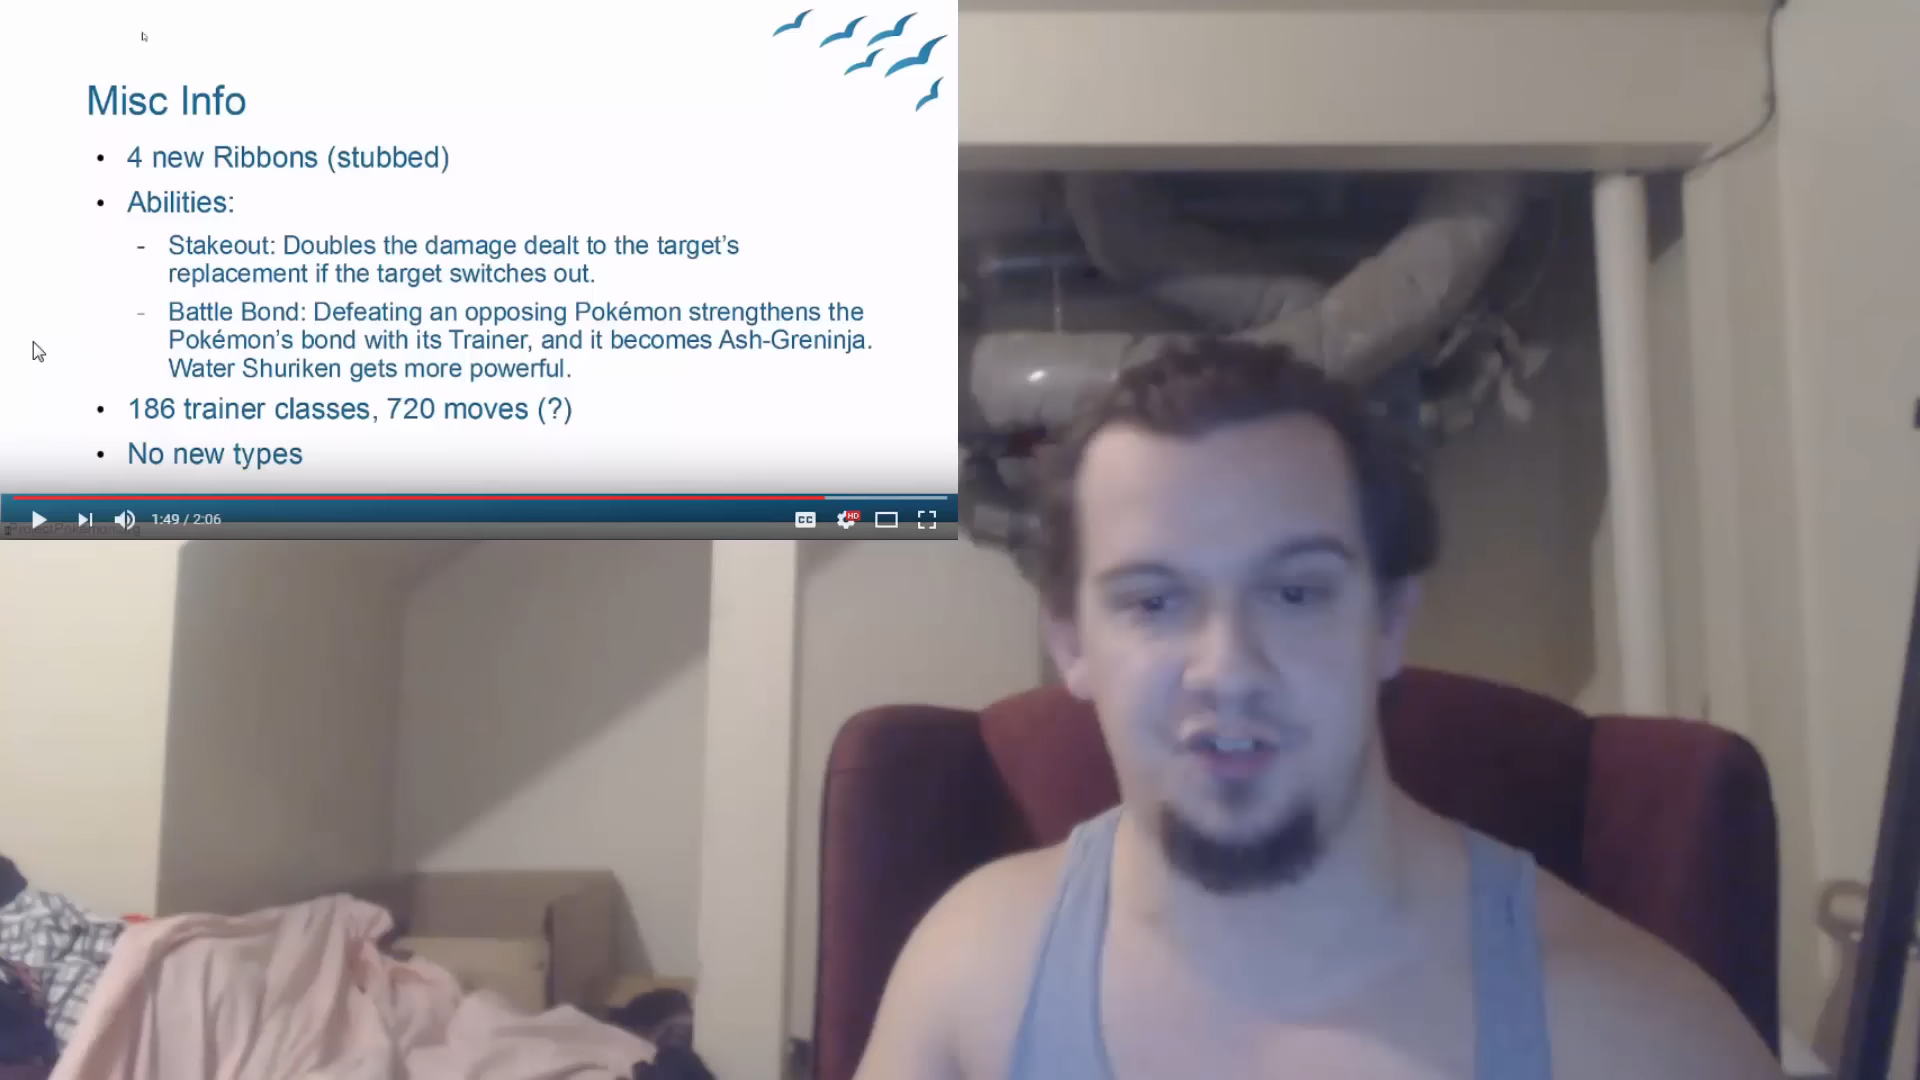 Misc Info
• 4 new Ribbons (stubbed)
• Abilities:
- Stakeout: Doubles the damage dealt to the target’s
replacement if the target switches out.
- Battle Bond: Defeating an opposing Pokémon strengthens the
Pokémon’s bond with its Trainer, and it becomes Ash-Greninja.
Water Shuriken gets more powerful.
• 186 trainer classes, 720 moves (?)
• No new types
1:49 / 2:06
CC
HD